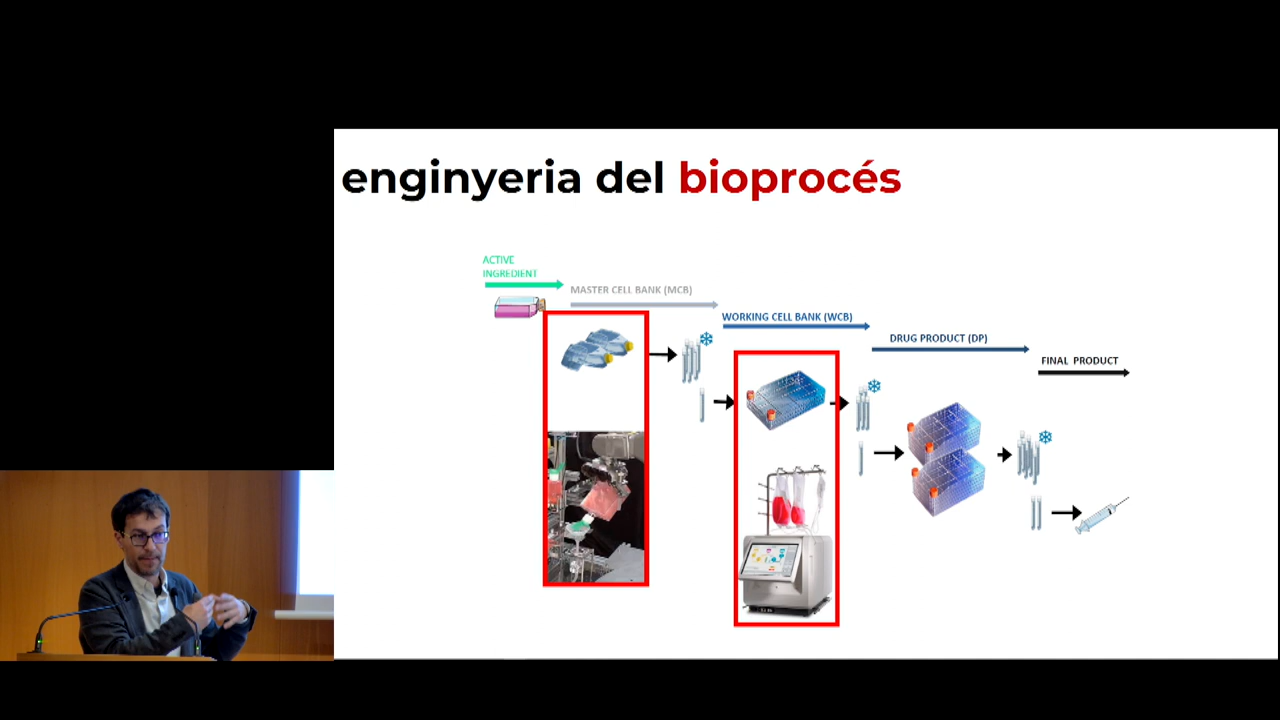 enginyeria del bioprocés
ACTIVE
INGREDIENT
MASTER CELL BANK (MCB)
WORKING CELL BANK (WCB)
DRUG PRODUCT (DP)
FINAL PRODUCT